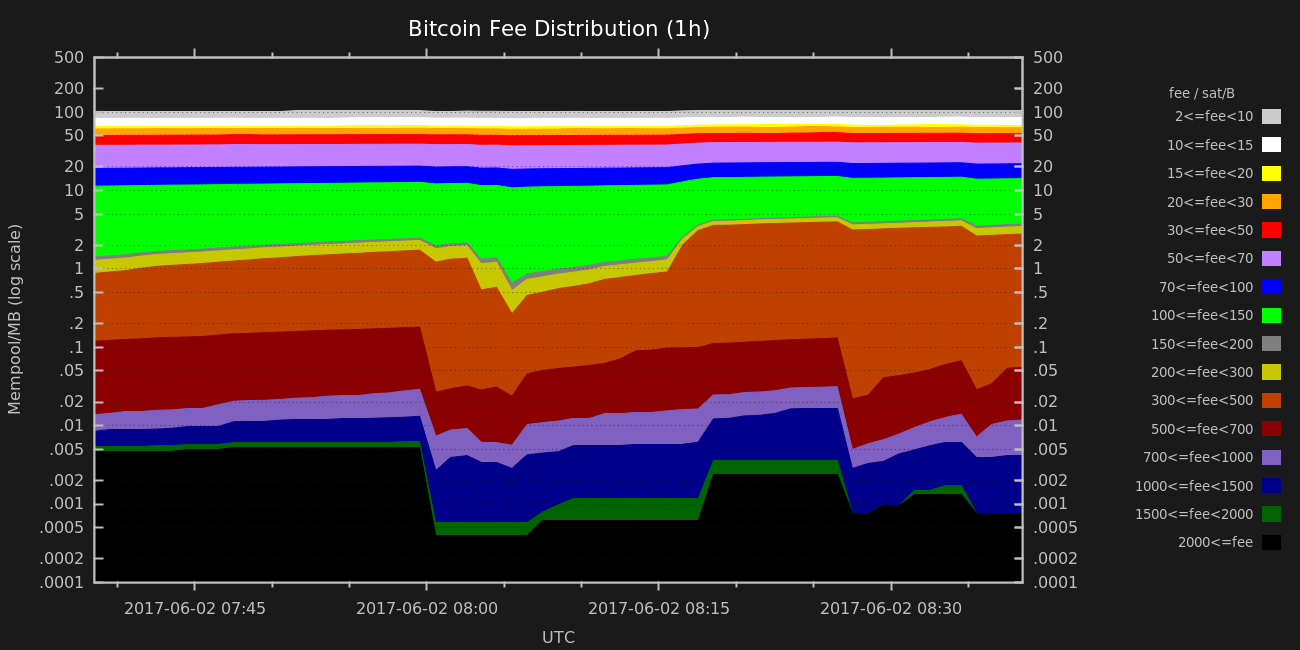 Bitcoin Fee Distribution (1h)
500
200
100
50
20
10
5
2
1
.5
.2
.1
.05
.02
.01
.005
.002
.001
.0005
.0002
.0001
Mempool/MB (log scale)
500
200
100
50
20
10
5
2
1
.5
.2
.1
.05
.02
.01
.005
.002
.001
.0005
.0002
.0001
2017-06-02 07:45
2017-06-02 08:00
2017-06-02 08:15
2017-06-02 08:30
UTC
fee / sat/B
2<=fee<10
10<=fee<15
15<=fee<20
20<=fee<30
30<=fee<50
50<=fee<70
70<=fee<100
100<=fee<150
150<=fee<200
200<=fee<300
300<=fee<500
500<=fee<700
700<=fee<1000
1000<=fee<1500
1500<=fee<2000
2000<=fee